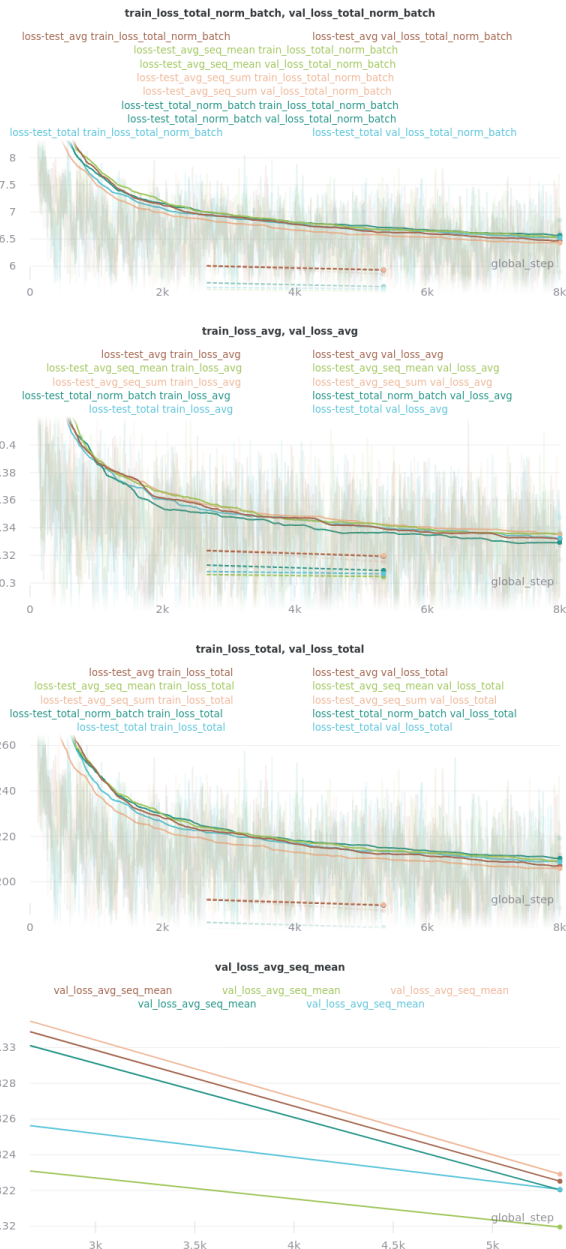 train_loss_total_norm_batch, val_loss_total_norm_batch
loss-test_avg train_loss_total_norm_batch loss-test_avg val_loss_total_norm_batch
loss-test_avg_seq_mean train_loss_total_norm_batch
loss-test_avg_seq_mean val_loss_total_norm_batch
loss-test_avg_seq_sum train_loss_total_norm_batch
loss-test_avg_seq_sum val_loss_total_norm_batch
loss-test_total_norm_batch train_loss_total_norm_batch
loss-test_total_norm_batch val_loss_total_norm_batch
loss-test_total train_loss_total_norm_batch loss-test_total val_loss_total_norm_batch
8
7.5
7
6.5
6
global_step
0 2k 4k 6k 8k
train_loss_avg, val_loss_avg
loss-test_avg train_loss_avg loss-test_avg val_loss_avg
loss-test_avg_seq_mean train_loss_avg loss-test_avg_seq_mean val_loss_avg
loss-test_avg_seq_sum train_loss_avg loss-test_avg_seq_sum val_loss_avg
loss-test_total_norm_batch train_loss_avg loss-test_total_norm_batch val_loss_avg
loss-test_total train_loss_avg loss-test_total val_loss_avg
0.4
.38
.36
.34
.32
0.3
global_step
0 2k 4k 6k 8k
train_loss_total, val_loss_total
loss-test_avg train_loss_total loss-test_avg val_loss_total
loss-test_avg_seq_mean train_loss_total loss-test_avg_seq_mean val_loss_total
loss-test_avg_seq_sum train_loss_total loss-test_avg_seq_sum val_loss_total
loss-test_total_norm_batch train_loss_total loss-test_total_norm_batch val_loss_total
loss-test_total train_loss_total loss-test_total val_loss_total
260
240
220
200
global_step
0 2k 4k 6k 8k
val_loss_avg_seq_mean
val_loss_avg_seq_mean val_loss_avg_seq_mean val_loss_avg_seq_mean
val_loss_avg_seq_mean val_loss_avg_seq_mean
.33
328
326
324
322
.32
global_step
3k 3.5k 4k 4.5k 5k